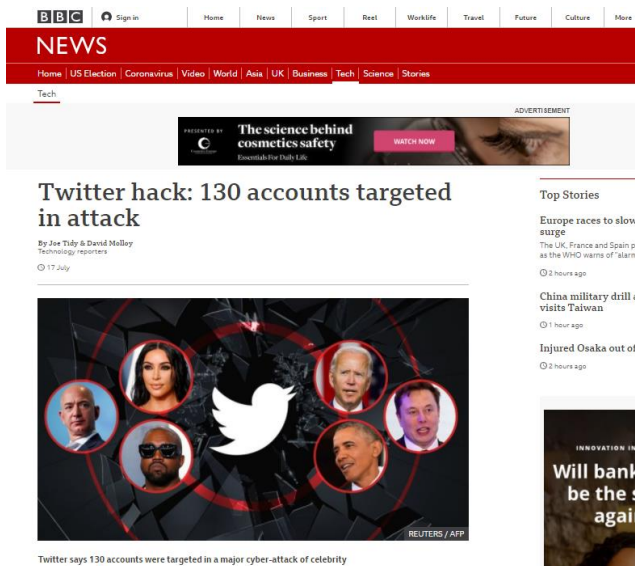 BBC
Sign in
Home
News
Sport
Reel
Worklife
Travel
Future
Culture
More
NEWS
Home
US Election
Coronavirus
Video
World
Asia
UK
Business
Tech
Science
Stories
Tech
ADVERTISEMENT
PRESENTED BY
The science behind
cosmetics safety
Essentials For Daily Life
WATCH NOW
Twitter hack: 130 accounts targeted
in attack
By Joe Tidy & David Molloy
Technology reporters
17 July
REUTERS / AFP
Twitter says 130 accounts were targeted in a major cyber-attack of celebrity
Top Stories
Europe races to slow
surge
The UK, France and Spain p
as the WHO warns of "alarm
2 hours ago
China military drill a
visits Taiwan
1 hour ago
Injured Osaka out of
2 hours ago
INNOVATION IN
Will bank
be the s
agai